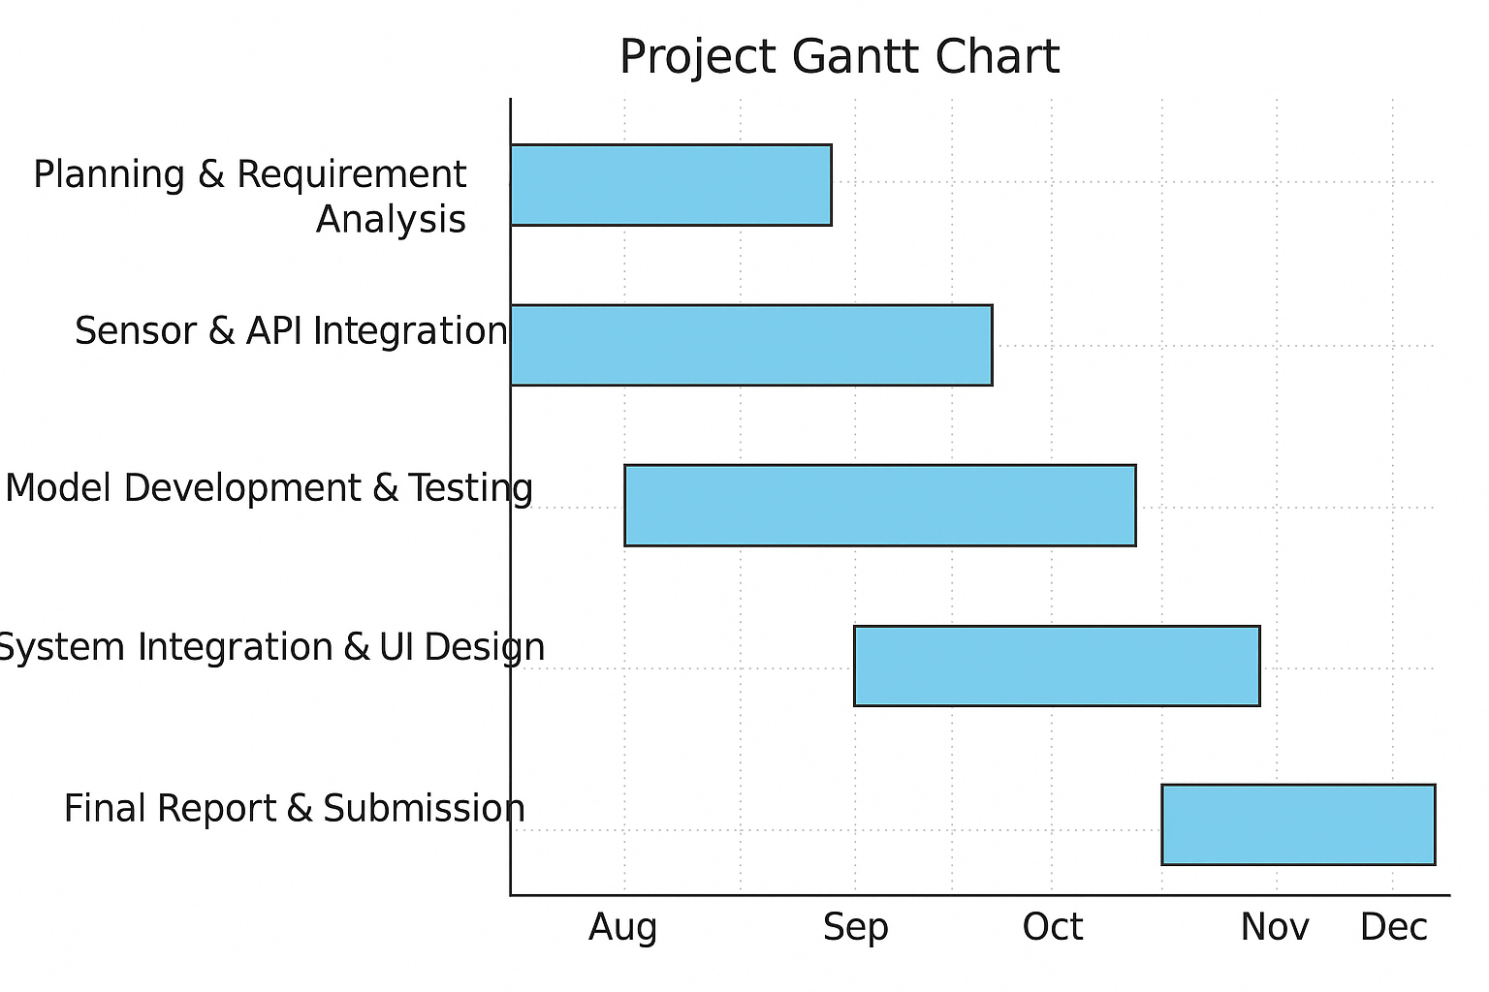 Project Gantt Chart
Planning & Requirement
Analysis
Sensor & API Integration
Model Development & Testing
System Integration & UI Design
Final Report & Submission
Aug Sep Oct Nov Dec